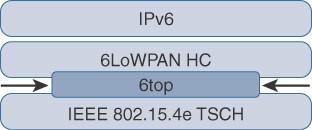 IPv6
6LoWPAN HC
6top
IEEE 802.15.4e TSCH